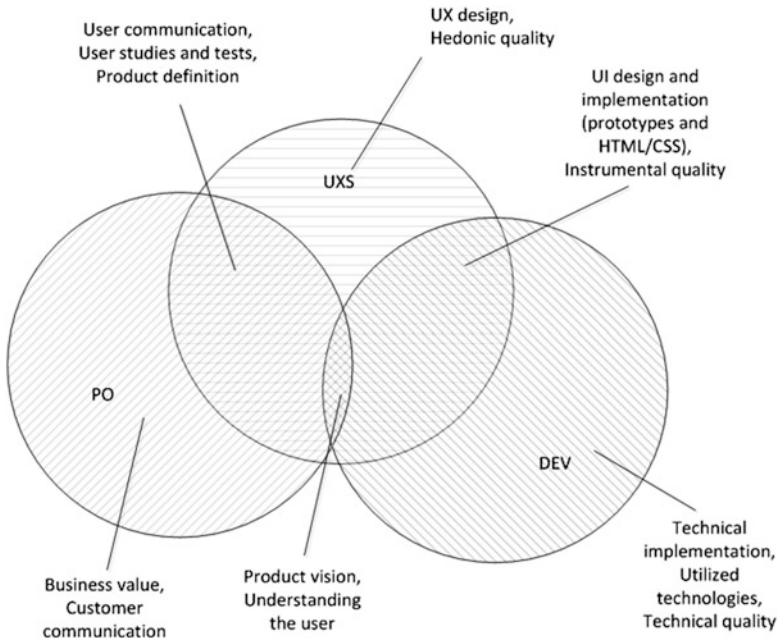 User communication,
User studies and tests,
Product definition
UX design,
Hedonic quality
UI design and
implementation
(prototypes and
HTML/CSS),
Instrumental quality
UXS
PO
DEV
Business value,
Customer
communication
Product vision,
Understanding
the user
Technical
implementation,
Utilized
technologies,
Technical quality